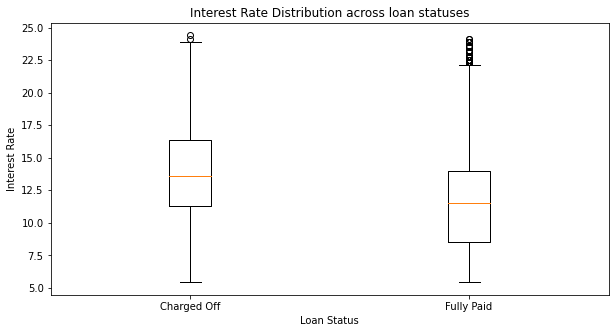 Interest Rate Distribution across loan statuses
25.0
22.5
20.0
17.5
15.0
12.5
10.0
7.5
5.0
Interest Rate
Charged Off
Fully Paid
Loan Status